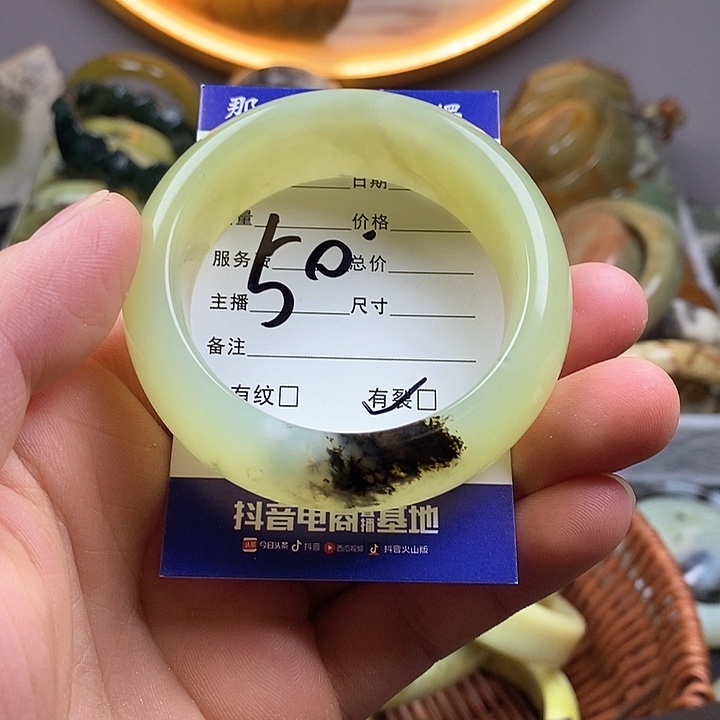 那
日期
量 价格
服务费 总价
50
主播 尺寸
备注
有纹□ 有裂□
抖音电商直播基地
今日头条 抖音 西瓜视频 抖音火山版